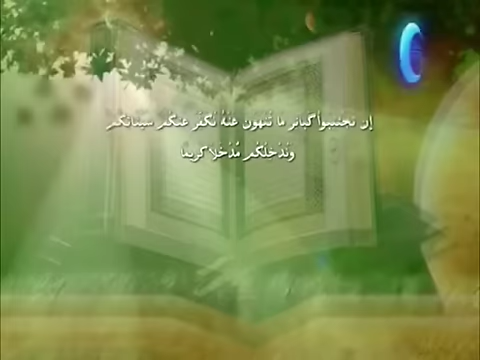 إن تجتنبوا كبائر ما تنهون عنه نكفر عنكم سيئاتكم
وندخلكم مدخلا كريما